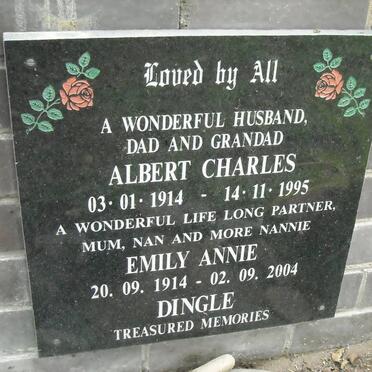 Loved by All
A WONDERFUL HUSBAND,
DAD AND GRANDAD
ALBERT CHARLES
03·01·1914 - 14·11·1995
A WONDERFUL LIFE LONG PARTNER,
MUM, NAN AND MORE NANNIE
EMILY ANNIE
20. 09. 1914 - 02. 09. 2004
DINGLE
TREASURED MEMORIES